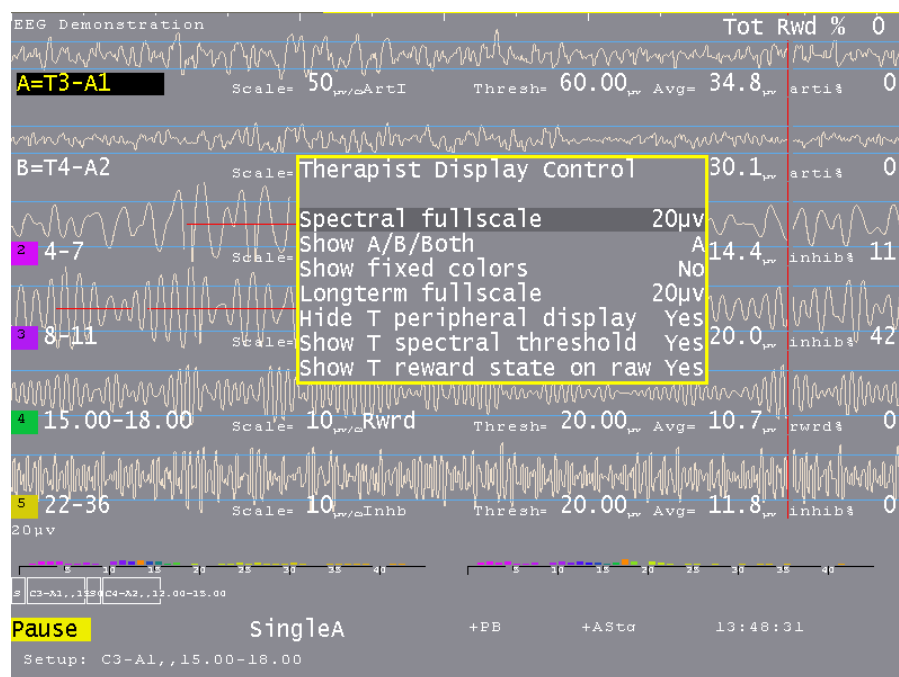 EEG Demonstration Tot Rwd % 0
A=T3-A1 Scale= 50μv/cmArtI Thresh= 60.00μv Avg= 34.8μv arti% 0
B=T4-A2 Scale= 30.1μv arti% 0
Therapist Display Control
Spectral fullscale 20μv
Show A/B/Both A
Show fixed colors No
Longterm fullscale 20μv
Hide T peripheral display Yes
Show T spectral threshold Yes
Show T reward state on raw Yes
2 4-7 Scale= 14.4μv inhib% 11
3 8-11 Scale= 20.0μv inhib% 42
4 15.00-18.00 Scale= 10μv/cmRwrd Thresh= 20.00μv Avg= 10.7μv rwrd% 0
5 22-36 Scale= 10μv/cmInhb Thresh= 20.00μv Avg= 11.8μv inhib% 0
20μv
5 10 15 20 25 30 35 40 5 10 15 20 25 30 35 40
S C3-A1,,15 S C4-A2,,12.00-15.00
Pause SingleA +PB +ASta 13:48:31
Setup: C3-A1,,15.00-18.00